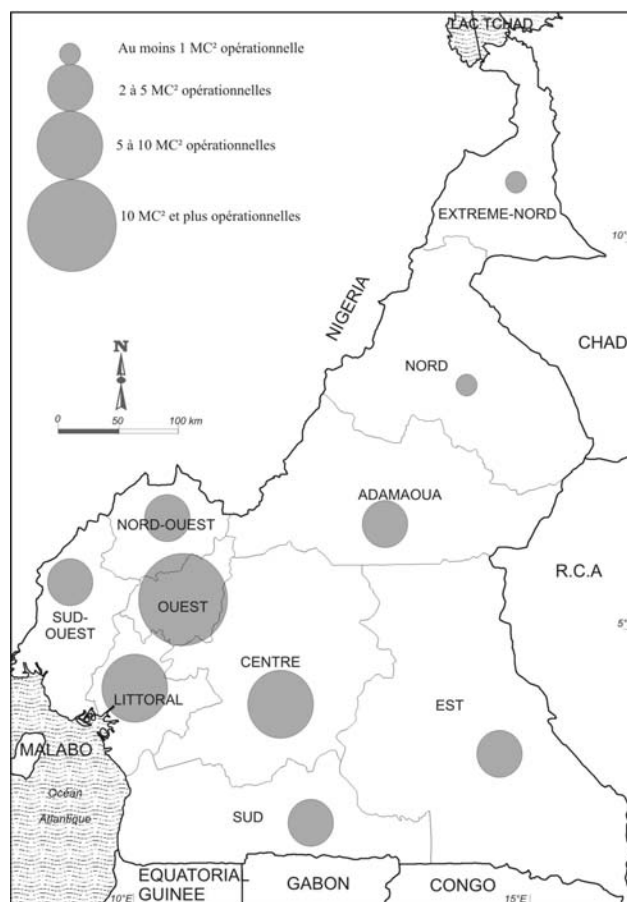 LAC TCHAD
Au moins 1 MC² opérationnelle
2 à 5 MC² opérationnelles
5 à 10 MC² opérationnelles
10 MC² et plus opérationnelles
EXTREME-NORD
10°
NIGERIA
CHAD
N
NORD
0 50 100 km
ADAMAOUA
NORD-OUEST
R.C.A
OUEST
SUD-
OUEST
5°
CENTRE
LITTORAL
EST
MALABO
Océan
Atlantique
SUD
EQUATORIAL
GUINEE
GABON
CONGO
10°E
15°E